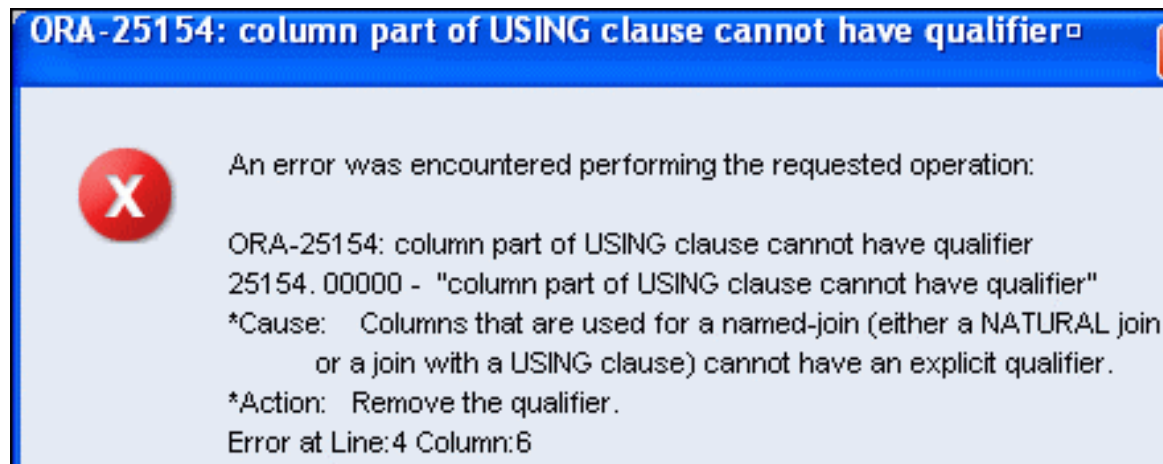 ORA-25154: column part of USING clause cannot have qualifier▫
An error was encountered performing the requested operation:
ORA-25154: column part of USING clause cannot have qualifier
25154. 00000 - "column part of USING clause cannot have qualifier"
*Cause: Columns that are used for a named-join (either a NATURAL join
or a join with a USING clause) cannot have an explicit qualifier.
*Action: Remove the qualifier.
Error at Line:4 Column:6